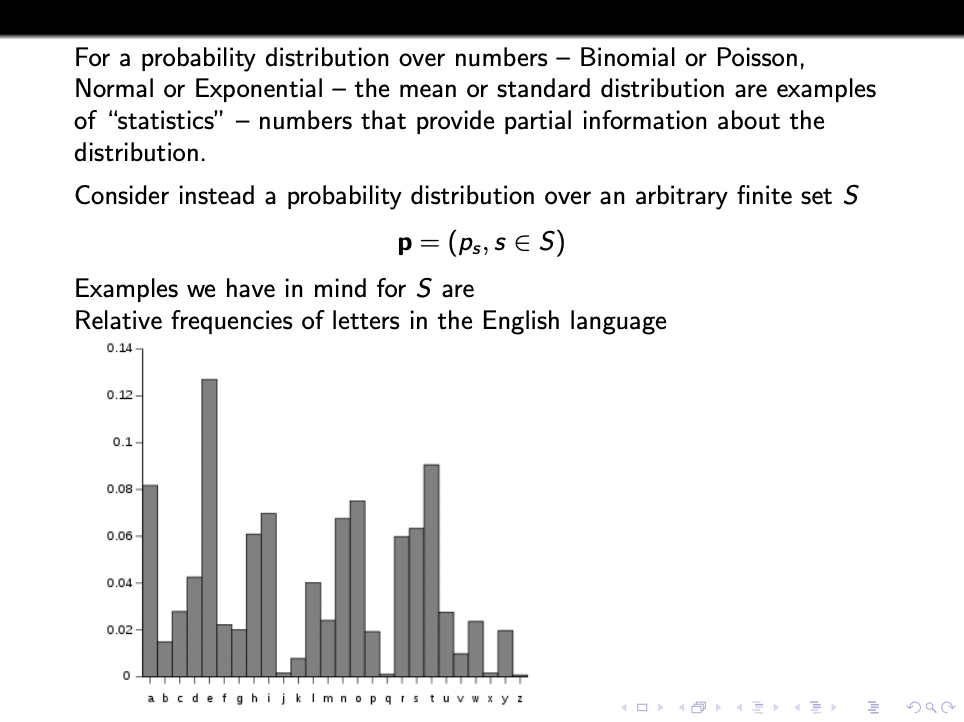 For a probability distribution over numbers – Binomial or Poisson,
Normal or Exponential – the mean or standard distribution are examples
of “statistics” – numbers that provide partial information about the
distribution.
Consider instead a probability distribution over an arbitrary finite set S
p = (pₛ, s ∈ S)
Examples we have in mind for S are
Relative frequencies of letters in the English language
0.14
0.12
0.1
0.08
0.06
0.04
0.02
0
a b c d e f g h i j k l m n o p q r s t u v w x y z